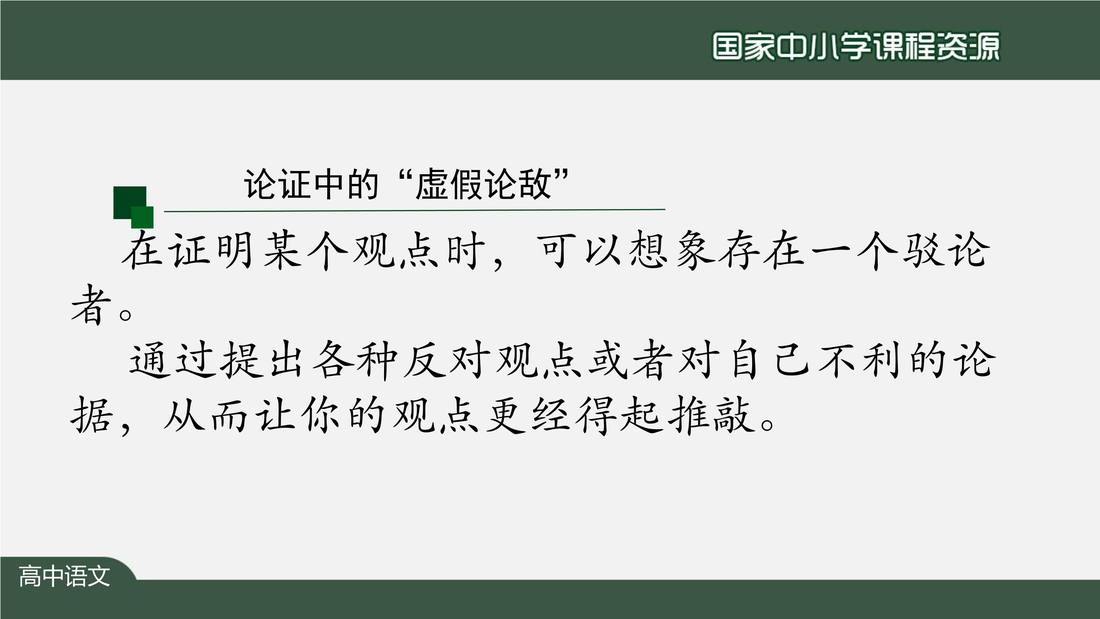 国家中小学课程资源
论证中的“虚假论敌”
在证明某个观点时，可以想象存在一个驳论
者。
通过提出各种反对观点或者对自己不利的论
据，从而让你的观点更经得起推敲。
高中语文